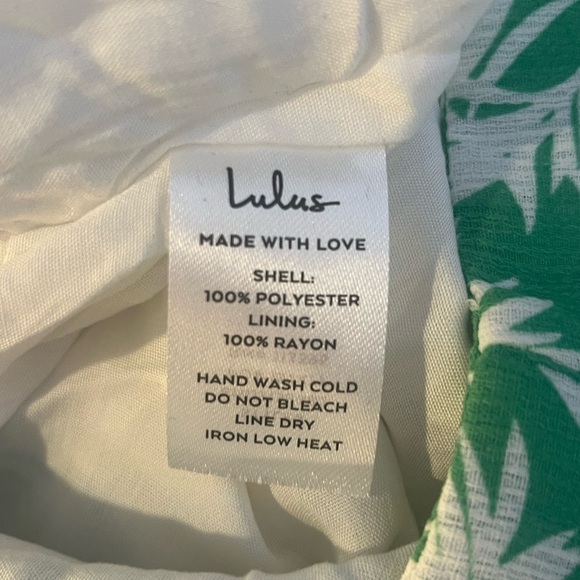 Lulus
MADE WITH LOVE
SHELL:
100% POLYESTER
LINING:
100% RAYON
HAND WASH COLD
DO NOT BLEACH
LINE DRY
IRON LOW HEAT